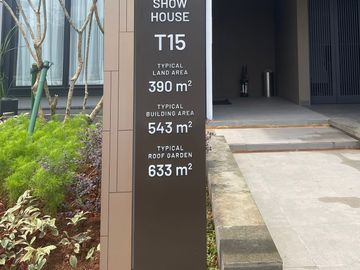 SHOW
HOUSE
T15
TYPICAL
LAND AREA
390 m²
TYPICAL
BUILDING AREA
543 m²
TYPICAL
ROOF GARDEN
633 m²